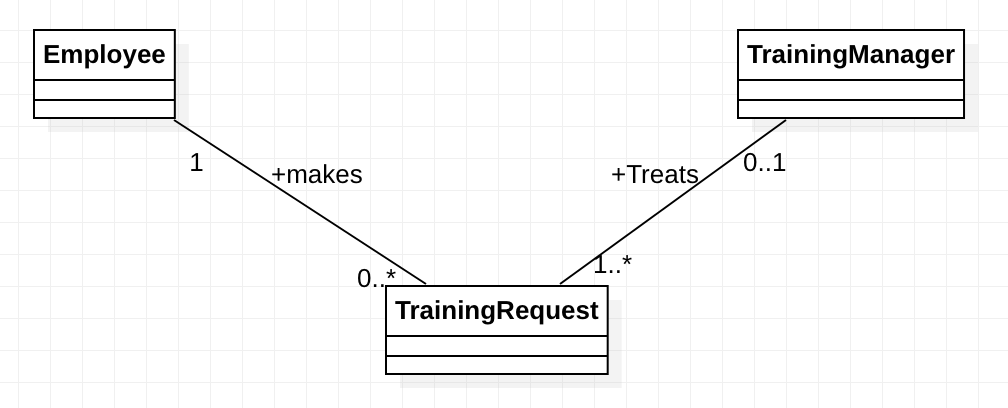 Employee
TrainingManager
1
+makes
+Treats
0..1
0..*
1..*
TrainingRequest